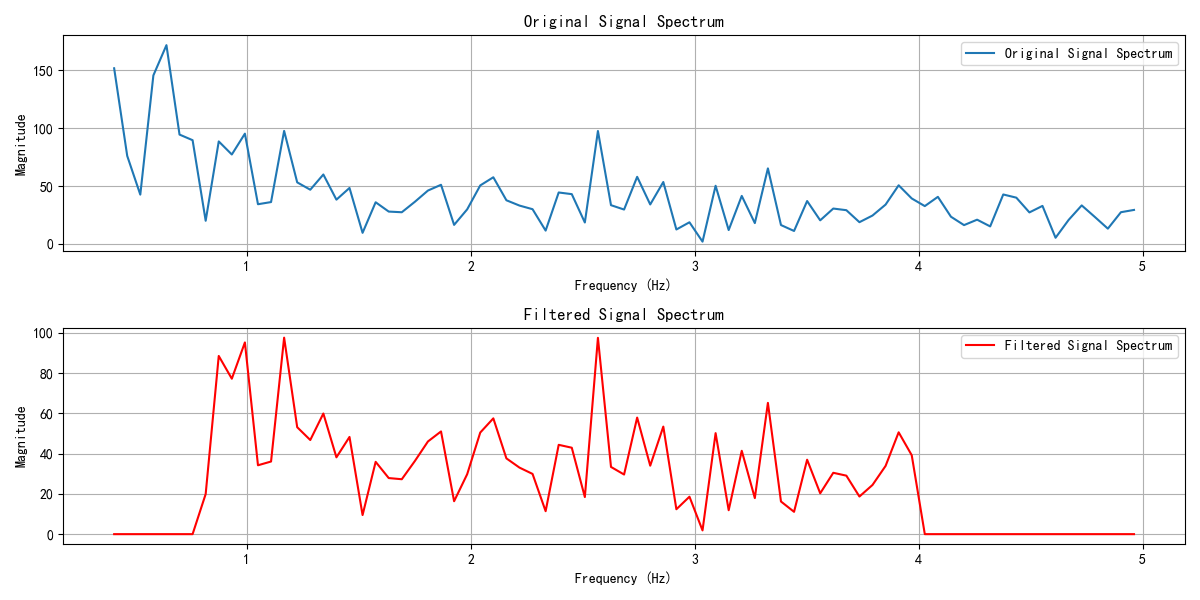 Original Signal Spectrum
Original Signal Spectrum
Magnitude
150
100
50
0
1 2 3 4 5
Frequency (Hz)
Filtered Signal Spectrum
Filtered Signal Spectrum
Magnitude
100
80
60
40
20
0
1 2 3 4 5
Frequency (Hz)